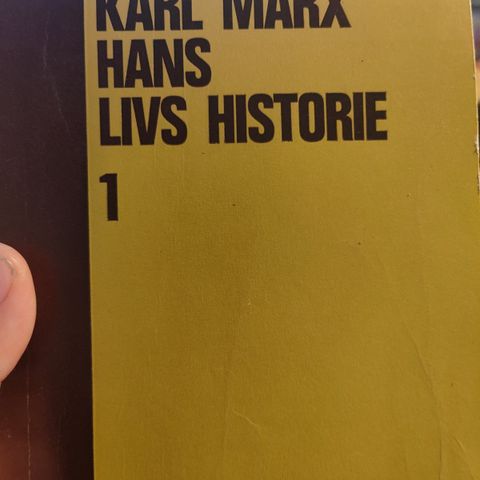 KARL MARX
HANS
LIVS HISTORIE
1